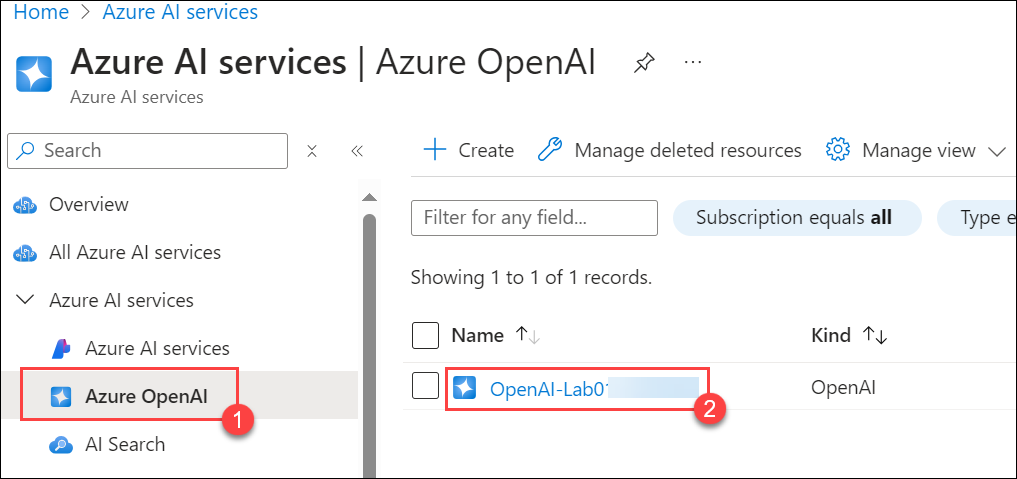 Home > Azure AI services
Azure AI services | Azure OpenAI
...
Azure AI services
Search
Create
Manage deleted resources
Manage view
Overview
All Azure AI services
Azure AI services
Azure AI services
Azure OpenAI
1
AI Search
Filter for any field...
Subscription equals all
Type e
Showing 1 to 1 of 1 records.
Name
Kind
OpenAI-Lab01
OpenAI
2